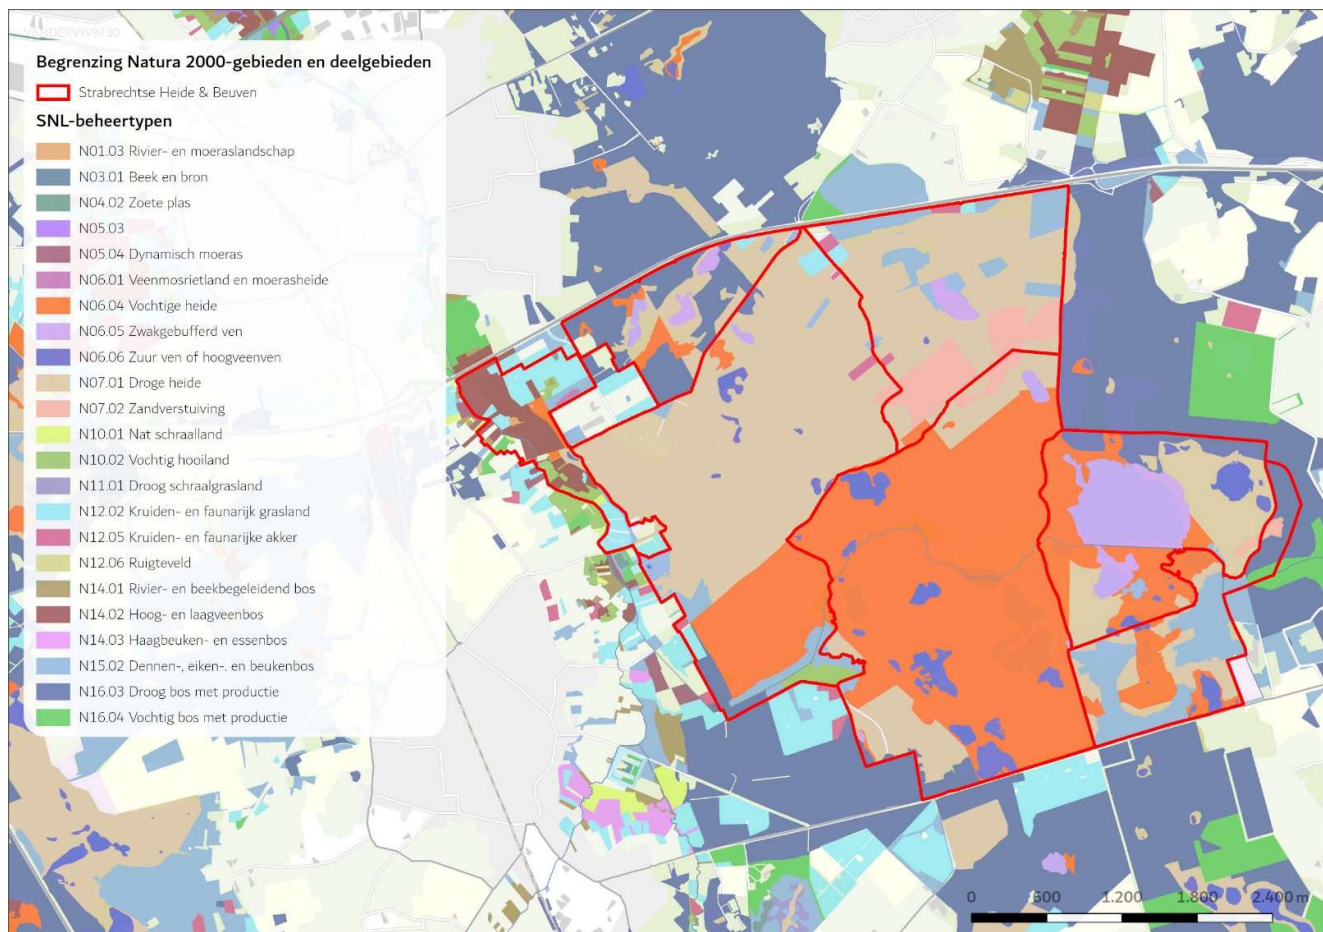 VANDERVW9730
Begrenzing Natura 2000-gebieden en deelgebieden
Strabrechtse Heide & Beuven
SNL-beheertypen
N01.03 Rivier- en moeraslandschap
N03.01 Beek en bron
N04.02 Zoete plas
N05.03
N05.04 Dynamisch moeras
N06.01 Veenmosrietland en moerasheide
N06.04 Vochtige heide
N06.05 Zwakgebufferd ven
N06.06 Zuur ven of hoogveenven
N07.01 Droge heide
N07.02 Zandverstuiving
N10.01 Nat schraalland
N10.02 Vochtig hooiland
N11.01 Droog schraalgrasland
N12.02 Kruiden- en faunarijk grasland
N12.05 Kruiden- en faunarijke akker
N12.06 Ruigteveld
N14.01 Rivier- en beekbegeleidend bos
N14.02 Hoog- en laagveenbos
N14.03 Haagbeuken- en essenbos
N15.02 Dennen-, eiken-. en beukenbos
N16.03 Droog bos met productie
N16.04 Vochtig bos met productie
0 600 1.200 1.800 2.400 m